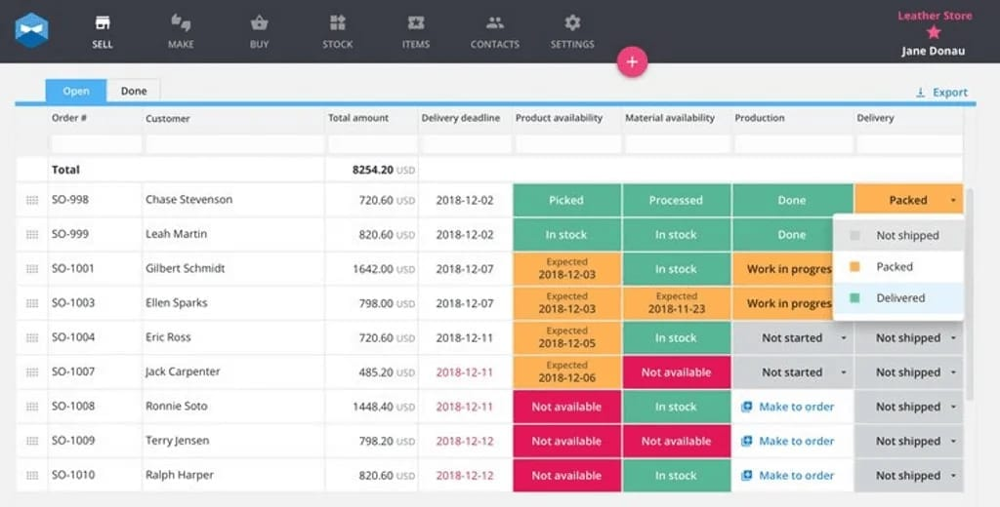 Leather Store
SELL MAKE BUY STOCK ITEMS CONTACTS SETTINGS
Jane Donau
+
Open Done
Export
Order # Customer Total amount Delivery deadline Product availability Material availability Production Delivery
Total 8254.20 USD
SO-998 Chase Stevenson 720.60 USD 2018-12-02 Picked Processed Done Packed
SO-999 Leah Martin 820.60 USD 2018-12-02 In stock In stock Done
Not shipped
Packed
Delivered
SO-1001 Gilbert Schmidt 1642.00 USD 2018-12-07 Expected 2018-12-03 In stock Work in progres
SO-1003 Ellen Sparks 798.00 USD 2018-12-07 Expected 2018-12-03 Expected 2018-11-23 Work in progres
SO-1004 Eric Ross 720.60 USD 2018-12-11 Expected 2018-12-05 In stock Not started Not shipped
SO-1007 Jack Carpenter 485.20 USD 2018-12-11 Expected 2018-12-06 Not available Not started Not shipped
SO-1008 Ronnie Soto 1448.40 USD 2018-12-11 Not available In stock Make to order Not shipped
SO-1009 Terry Jensen 798.20 USD 2018-12-12 Not available Not available Make to order Not shipped
SO-1010 Ralph Harper 820.60 USD 2018-12-12 Not available In stock Make to order Not shipped